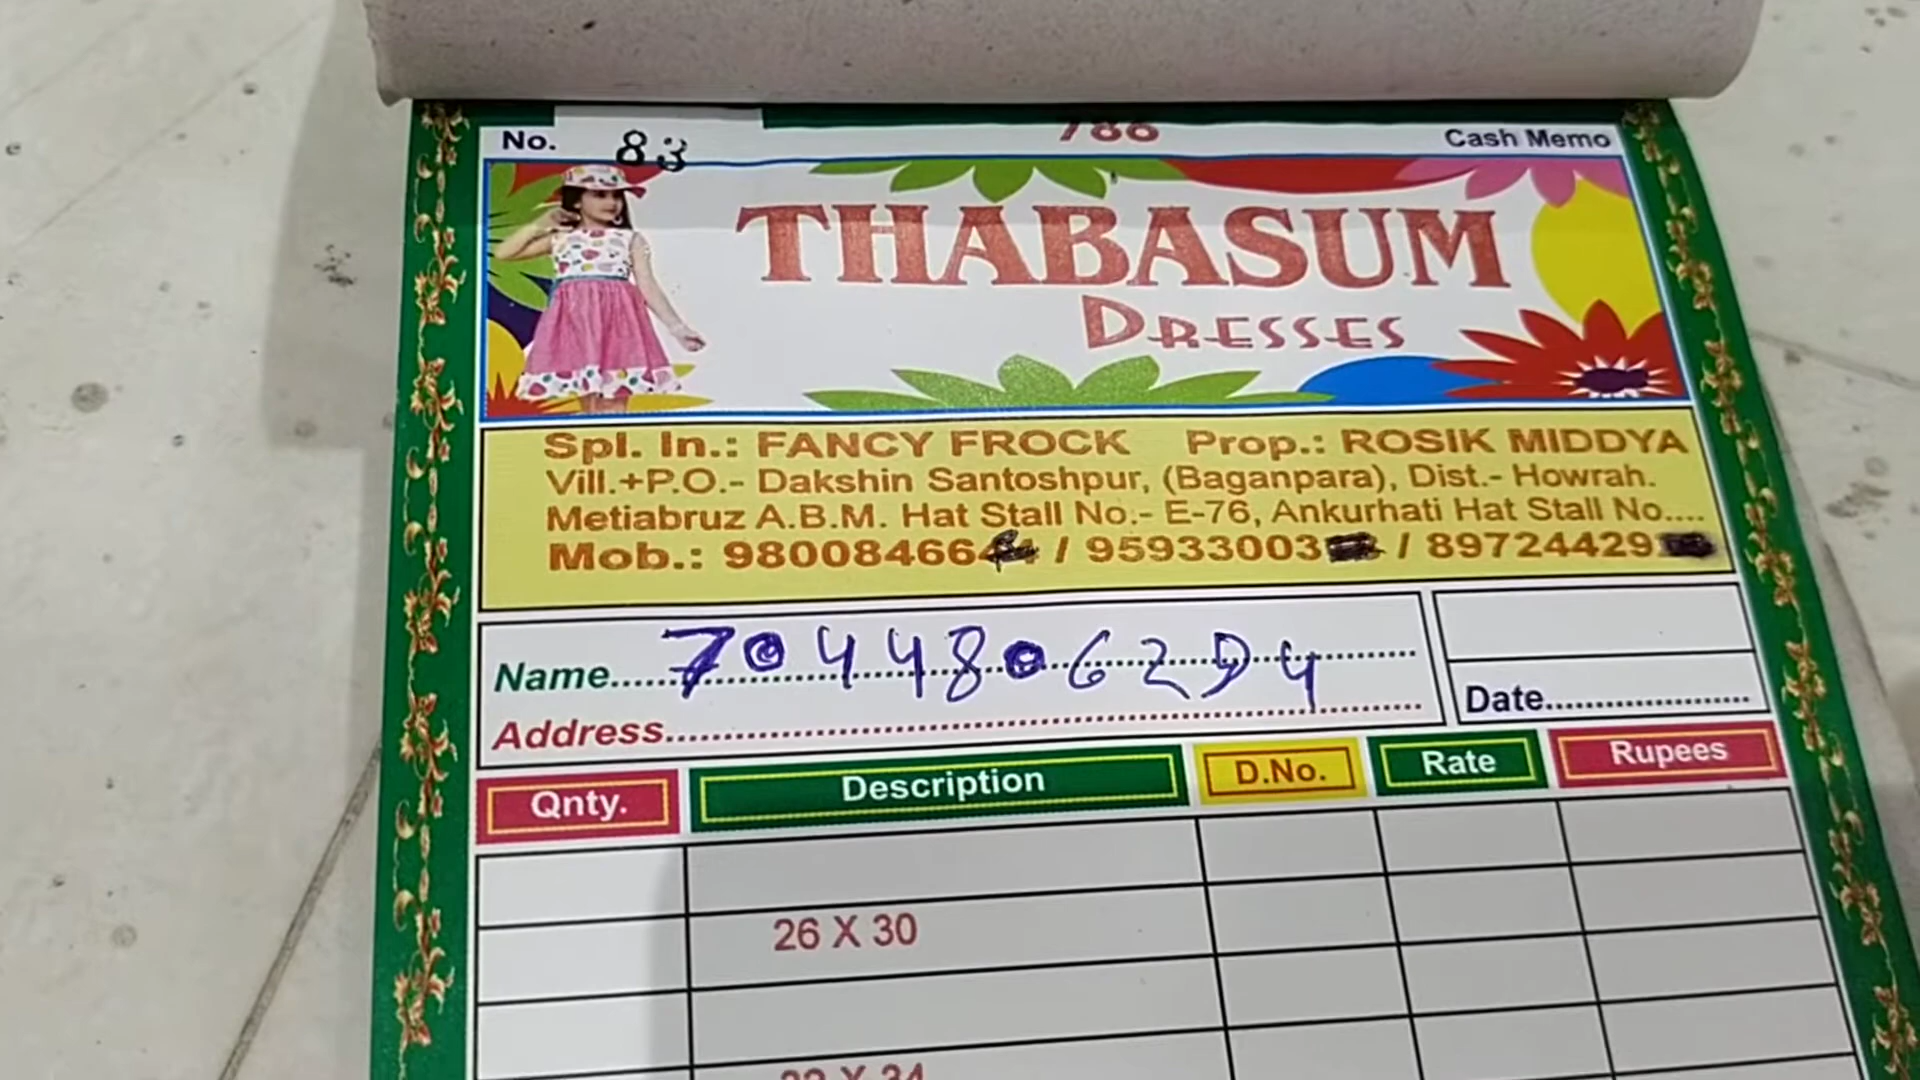 No. 83 786 Cash Memo
THABASUM
DRESSES
Spl. In.: FANCY FROCK Prop.: ROSIK MIDDYA
Vill.+P.O.- Dakshin Santoshpur, (Baganpara), Dist.- Howrah.
Metiabruz A.B.M. Hat Stall No.- E-76, Ankurhati Hat Stall No....
Mob.: 9800084664 / 95933003 / 89724429
Name.....7044806294
Address.....
Date.....
Qnty. Description D.No. Rate Rupees
26 X 30